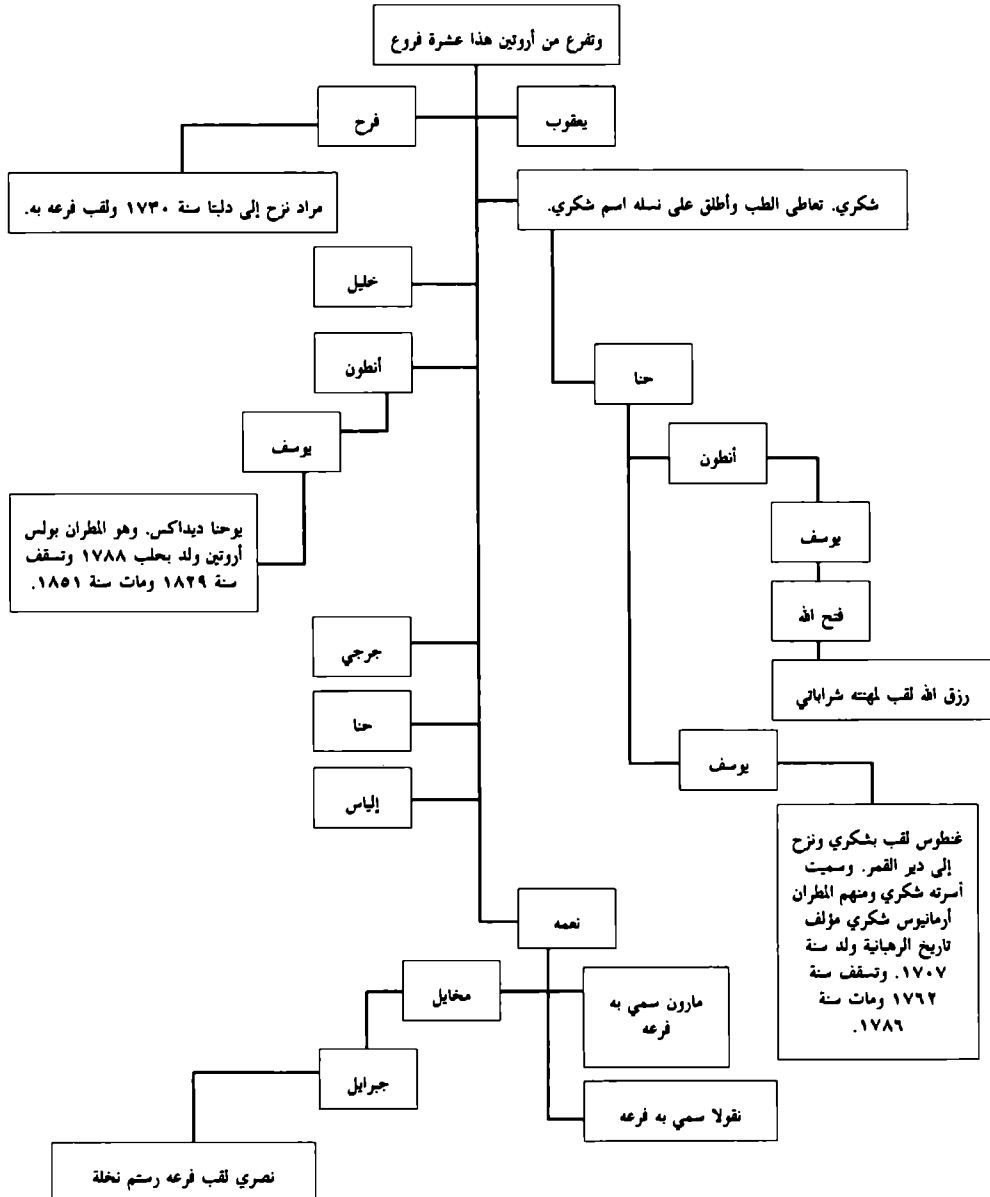 وتفرع من أروتين هذا عشرة فروع
يعقوب
فرح
مراد نزح إلى دلبتا سنة ١٧٣٠ ولقب فرعه به.
شكري. تعاطى الطب وأطلق على نسله اسم شكري.
خليل
أنطون
حنا
يوسف
أنطون
يوحنا ديداكس. وهو المطران بولس
أروتين ولد بحلب ١٧٨٨ وتسقف
سنة ١٨٢٩ ومات سنة ١٨٥١.
يوسف
فتح الله
رزق الله لقب لمهنته شراباتي
جرجي
حنا
يوسف
إلياس
غنطوس لقب بشكري ونزح
إلى دير القمر. وسميت
أسرته شكري ومنهم المطران
أرمانيوس شكري مؤلف
تاريخ الرهبانية ولد سنة
١٧٠٧. وتسقف سنة
١٧٦٢ ومات سنة
١٧٨٦.
نعمه
مخايل
مارون سمي به
فرعه
جبرايل
نقولا سمي به فرعه
نصري لقب فرعه رستم نخلة